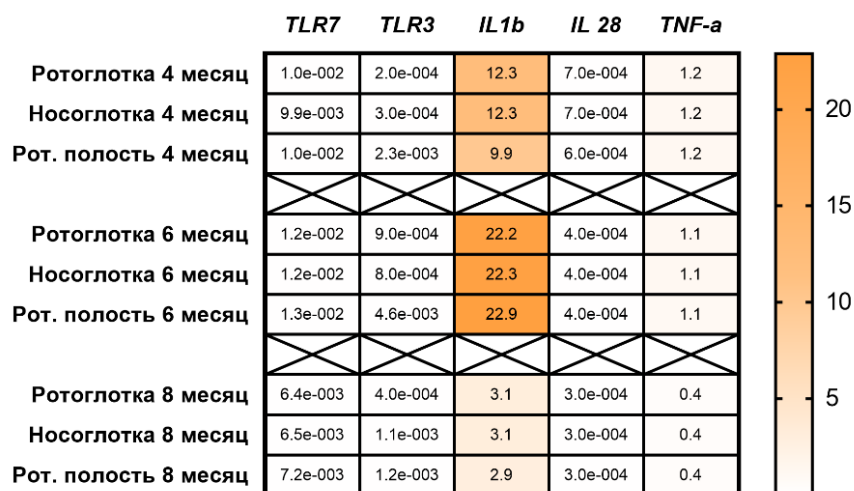 TLR7 TLR3 IL1b IL 28 TNF-a
Ротоглотка 4 месяц 1.0e-002 2.0e-004 12.3 7.0e-004 1.2
Носоглотка 4 месяц 9.9e-003 3.0e-004 12.3 7.0e-004 1.2
Рот. полость 4 месяц 1.0e-002 2.3e-003 9.9 6.0e-004 1.2
Ротоглотка 6 месяц 1.2e-002 9.0e-004 22.2 4.0e-004 1.1
Носоглотка 6 месяц 1.2e-002 8.0e-004 22.3 4.0e-004 1.1
Рот. полость 6 месяц 1.3e-002 4.6e-003 22.9 4.0e-004 1.1
Ротоглотка 8 месяц 6.4e-003 4.0e-004 3.1 3.0e-004 0.4
Носоглотка 8 месяц 6.5e-003 1.1e-003 3.1 3.0e-004 0.4
Рот. полость 8 месяц 7.2e-003 1.2e-003 2.9 3.0e-004 0.4
20
15
10
5